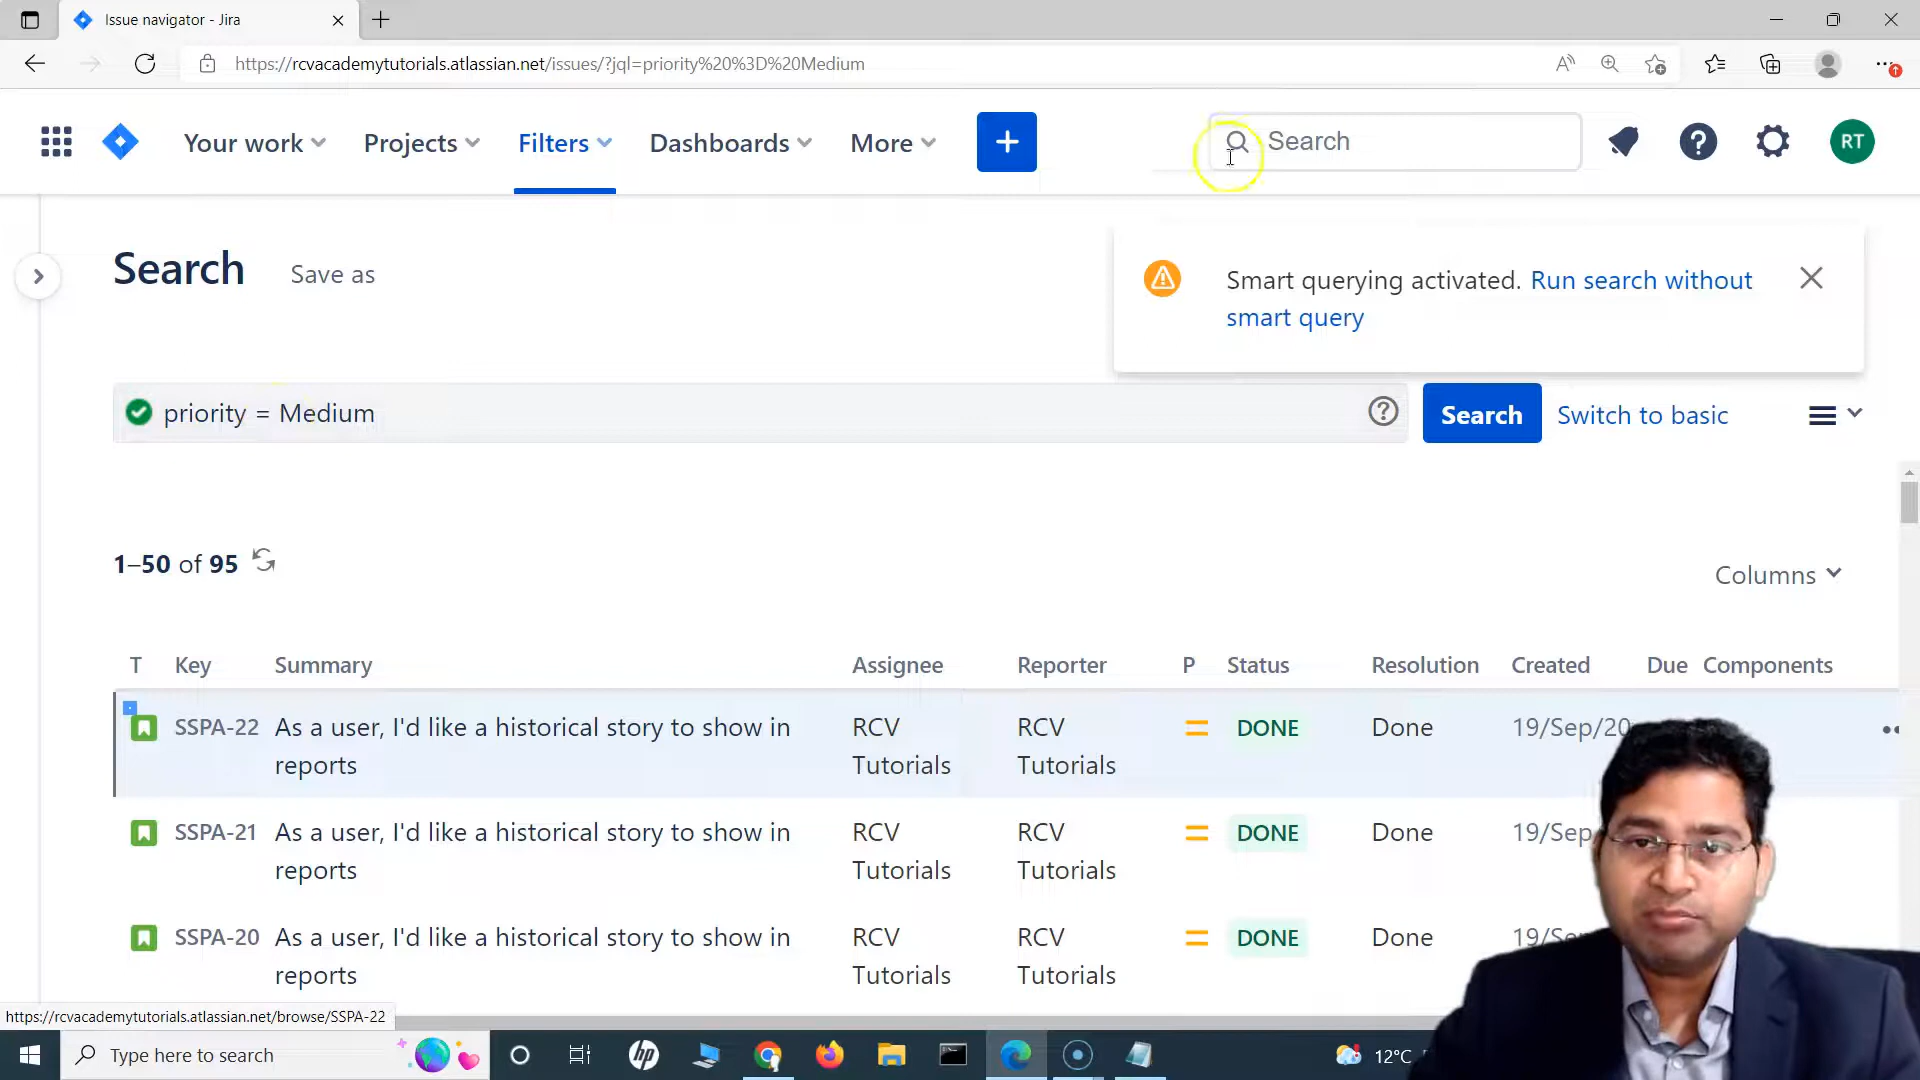 Issue navigator - Jira
https://rcvacademytutorials.atlassian.net/issues/?jql=priority%20%3D%20Medium
Your work
Projects
Filters
Dashboards
More
Search
RT
Search
Save as
Smart querying activated. Run search without
smart query
priority = Medium
Search
Switch to basic
1–50 of 95
Columns
T Key Summary Assignee Reporter P Status Resolution Created Due Components
SSPA-22 As a user, I'd like a historical story to show in reports RCV Tutorials RCV Tutorials DONE Done 19/Sep/20
SSPA-21 As a user, I'd like a historical story to show in reports RCV Tutorials RCV Tutorials DONE Done 19/Sep
SSPA-20 As a user, I'd like a historical story to show in reports RCV Tutorials RCV Tutorials DONE Done
https://rcvacademytutorials.atlassian.net/browse/SSPA-22
Type here to search
hp
12°C